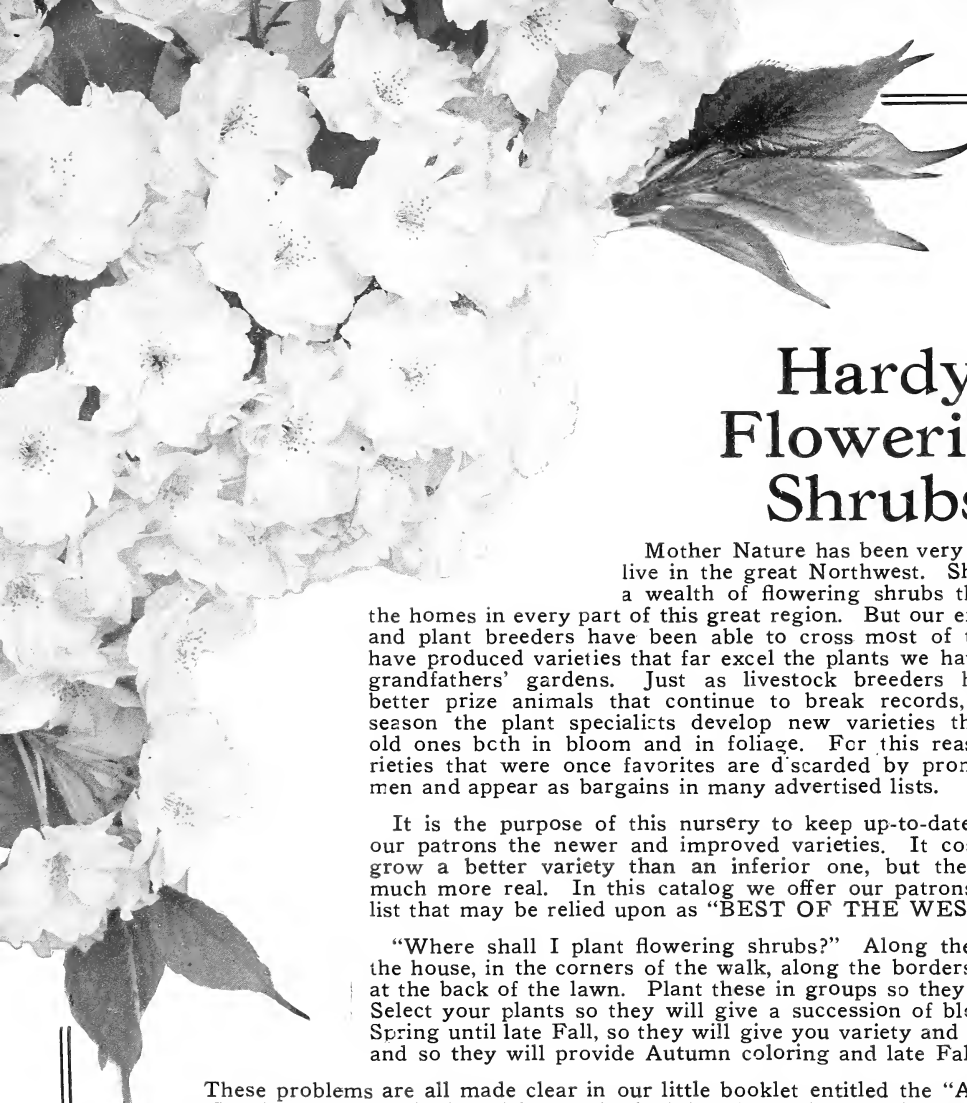 Hardy
Floweri
Shrubs
Mother Nature has been very
live in the great Northwest. Sh
a wealth of flowering shrubs th
the homes in every part of this great region. But our e
and plant breeders have been able to cross most of
have produced varieties that far excel the plants we ha
grandfathers' gardens. Just as livestock breeders h
better prize animals that continue to break records,
season the plant specialists develop new varieties th
old ones both in bloom and in foliage. For this reas
rieties that were once favorites are d scarded by pro
men and appear as bargains in many advertised lists.
It is the purpose of this nursery to keep up-to-date
our patrons the newer and improved varieties. It co
grow a better variety than an inferior one, but the
much more real. In this catalog we offer our patrons
list that may be relied upon as "BEST OF THE WES
"Where shall I plant flowering shrubs?" Along the
the house, in the corners of the walk, along the borders
at the back of the lawn. Plant these in groups so they
Select your plants so they will give a succession of bl
Spring until late Fall, so they will give you variety and
and so they will provide Autumn coloring and late Fal
These problems are all made clear in our little booklet entitled the "A